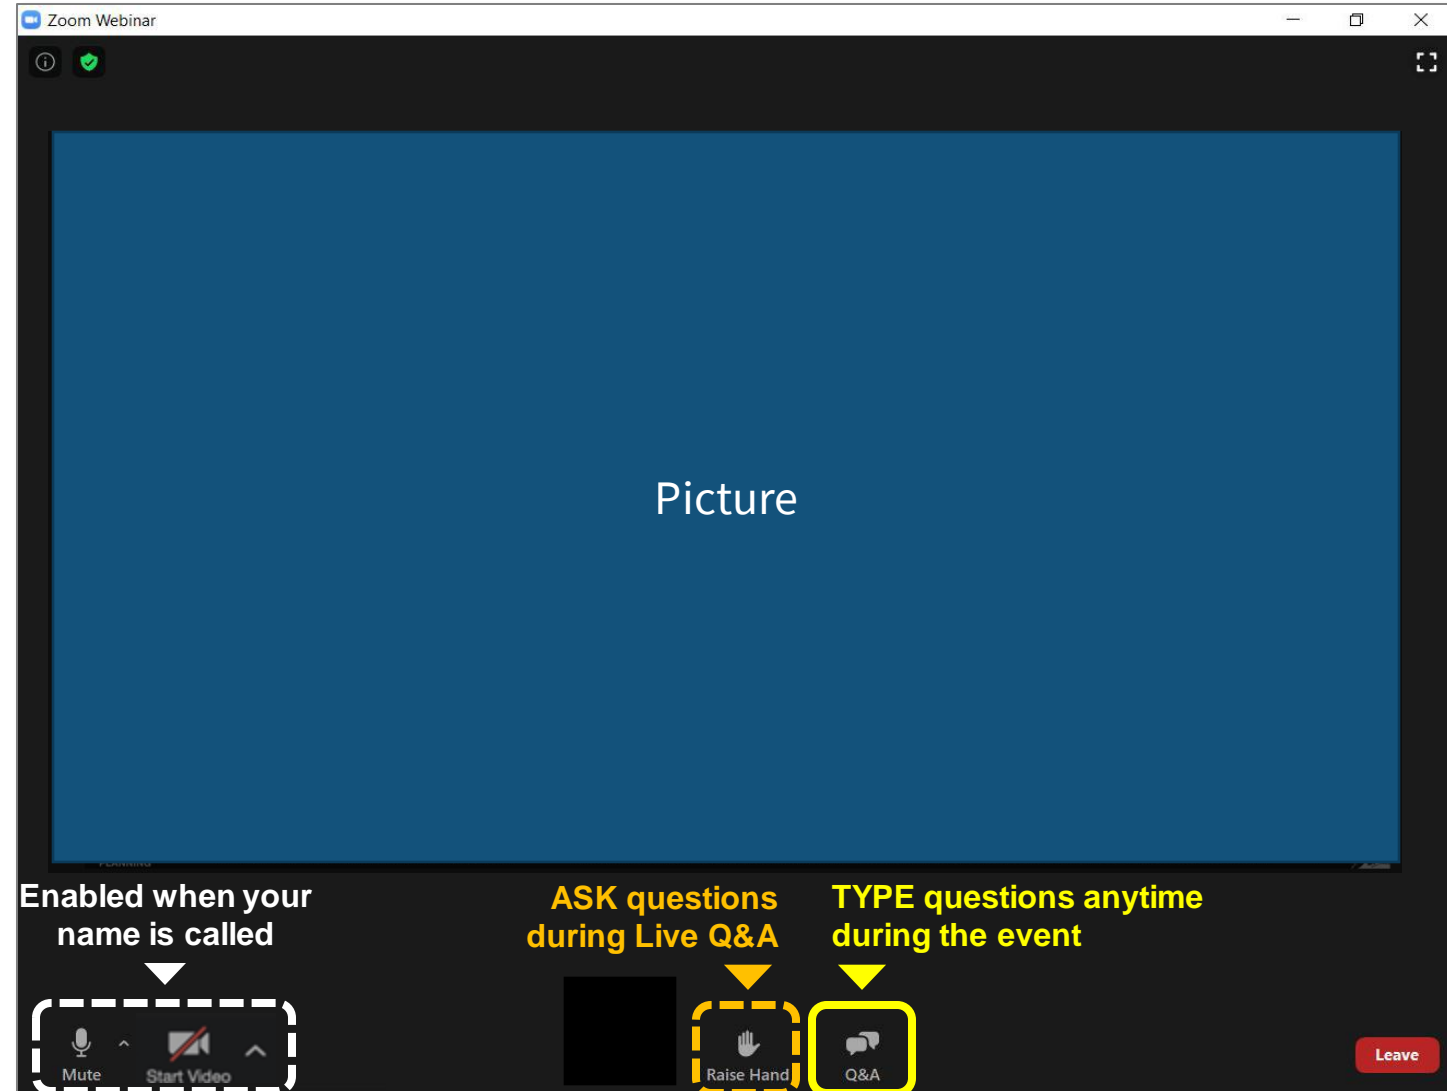 Zoom Webinar
Picture
PLANNING
Enabled when your
name is called
ASK questions
during Live Q&A
TYPE questions anytime
during the event
Mute
Start Video
Raise Hand
Q&A
Leave